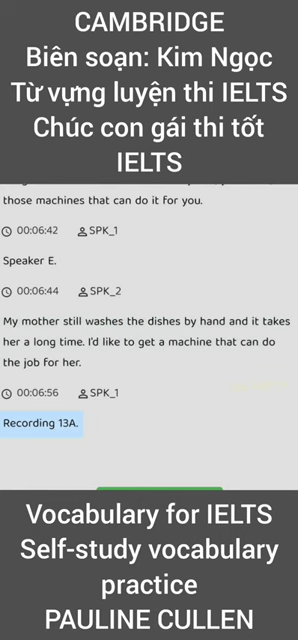 CAMBRIDGE
Biên soạn: Kim Ngọc
Từ vựng luyện thi IELTS
Chúc con gái thi tốt
IELTS
those machines that can do it for you.
00:06:42 SPK_1
Speaker E.
00:06:44 SPK_2
My mother still washes the dishes by hand and it takes
her a long time. I'd like to get a machine that can do
the job for her.
00:06:56 SPK_1
Recording 13A.
Vocabulary for IELTS
Self-study vocabulary
practice
PAULINE CULLEN